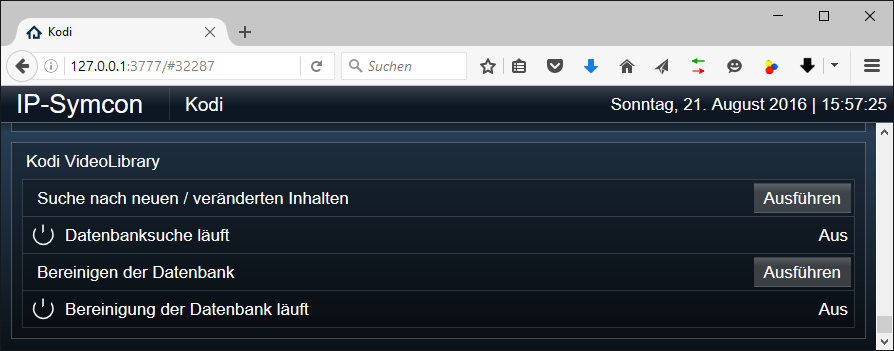 Kodi
127.0.0.1:3777/#32287
Suchen
IP-Symcon Kodi Sonntag, 21. August 2016 | 15:57:25
Kodi VideoLibrary
Suche nach neuen / veränderten Inhalten Ausführen
Datenbanksuche läuft Aus
Bereinigen der Datenbank Ausführen
Bereinigung der Datenbank läuft Aus